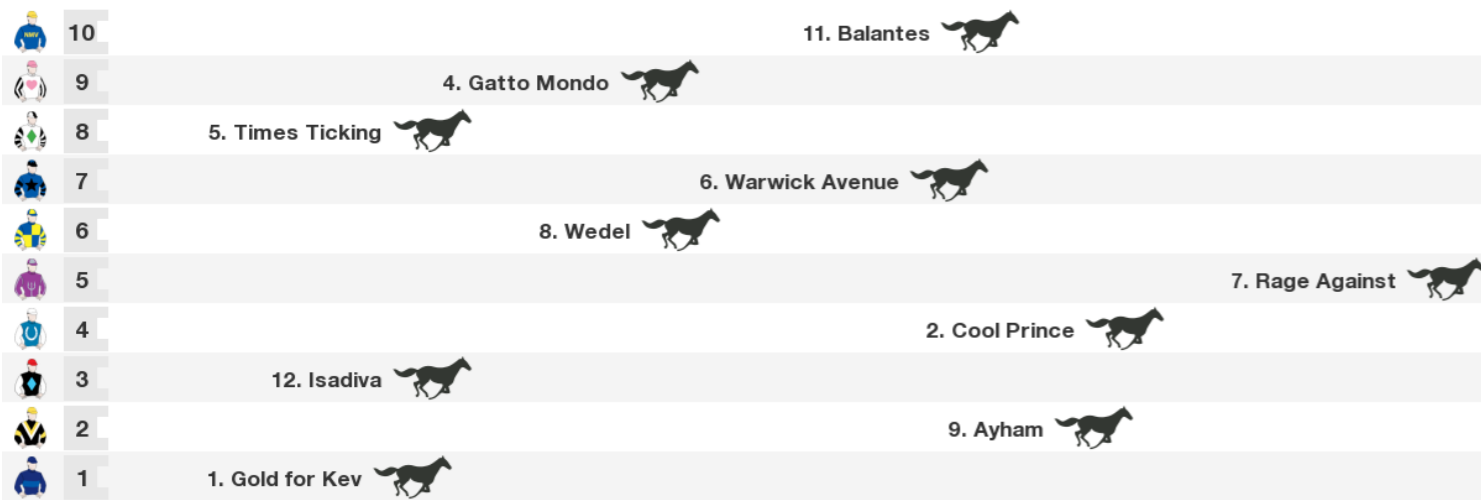 NMV
10 11. Balantes
9 4. Gatto Mondo
8 5. Times Ticking
7 6. Warwick Avenue
6 8. Wedel
5 7. Rage Against
4 2. Cool Prince
3 12. Isadiva
2 9. Ayham
1 1. Gold for Kev